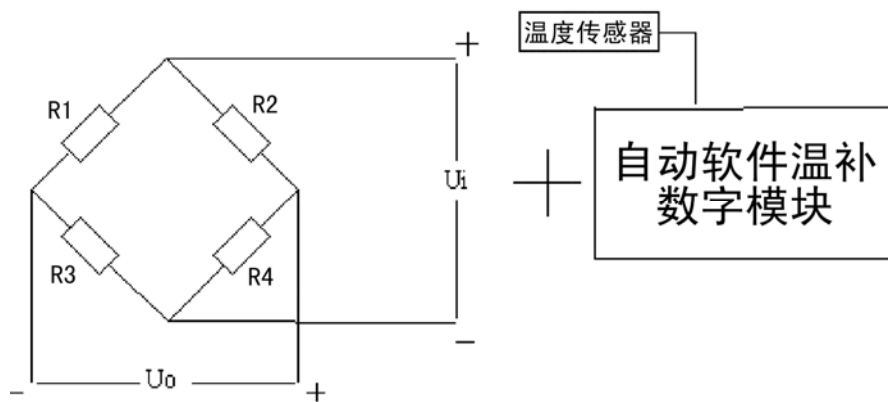 R1
R2
R3
R4
+
Ui
−
- Uo +
温度传感器
+
自动软件温补
数字模块